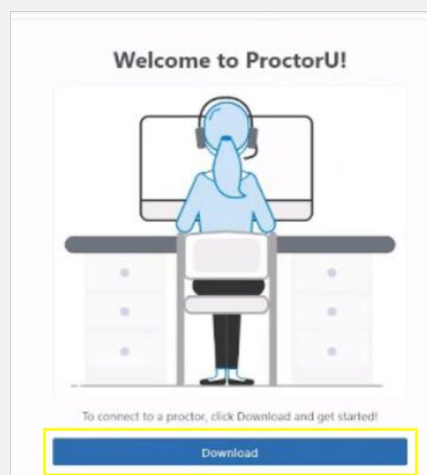 Welcome to ProctorU!
To connect to a proctor, click Download and get started!
Download